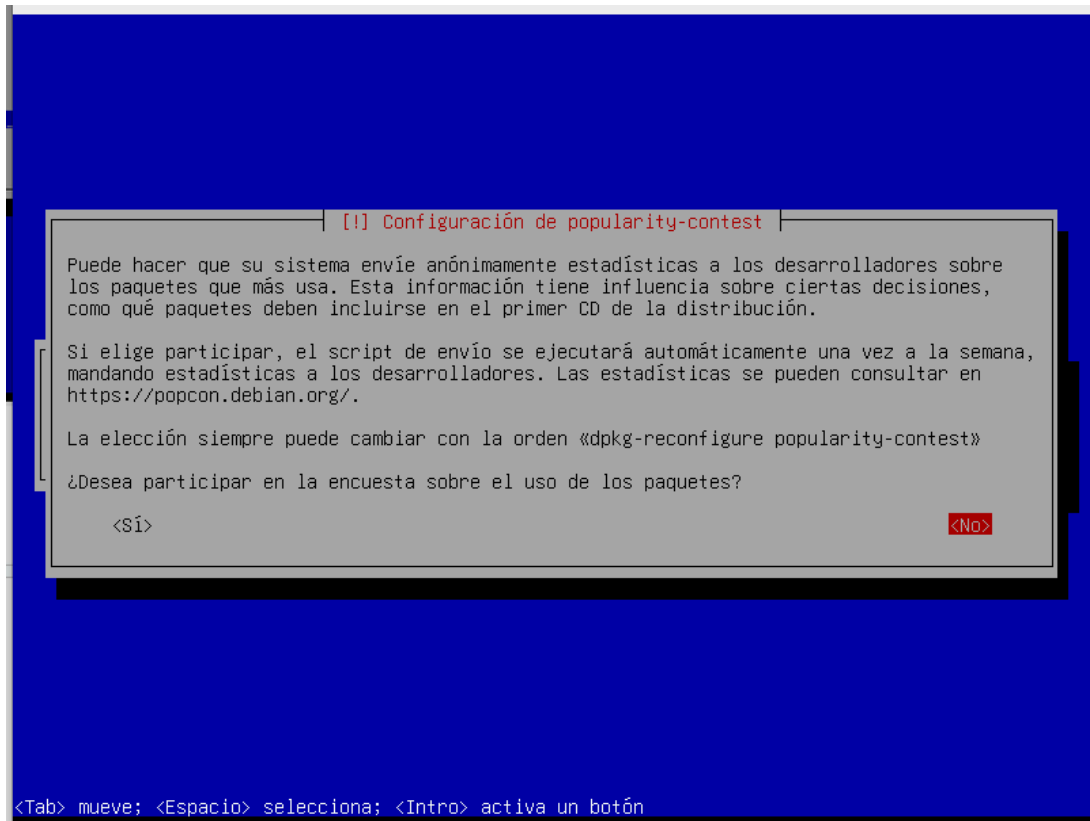 [!] Configuración de popularity-contest
Puede hacer que su sistema envíe anónimamente estadísticas a los desarrolladores sobre
los paquetes que más usa. Esta información tiene influencia sobre ciertas decisiones,
como qué paquetes deben incluirse en el primer CD de la distribución.
Si elige participar, el script de envío se ejecutará automáticamente una vez a la semana,
mandando estadísticas a los desarrolladores. Las estadísticas se pueden consultar en
https://popcon.debian.org/.
La elección siempre puede cambiar con la orden «dpkg-reconfigure popularity-contest»
¿Desea participar en la encuesta sobre el uso de los paquetes?
<Sí> <No>
<Tab> mueve; <Espacio> selecciona; <Intro> activa un botón